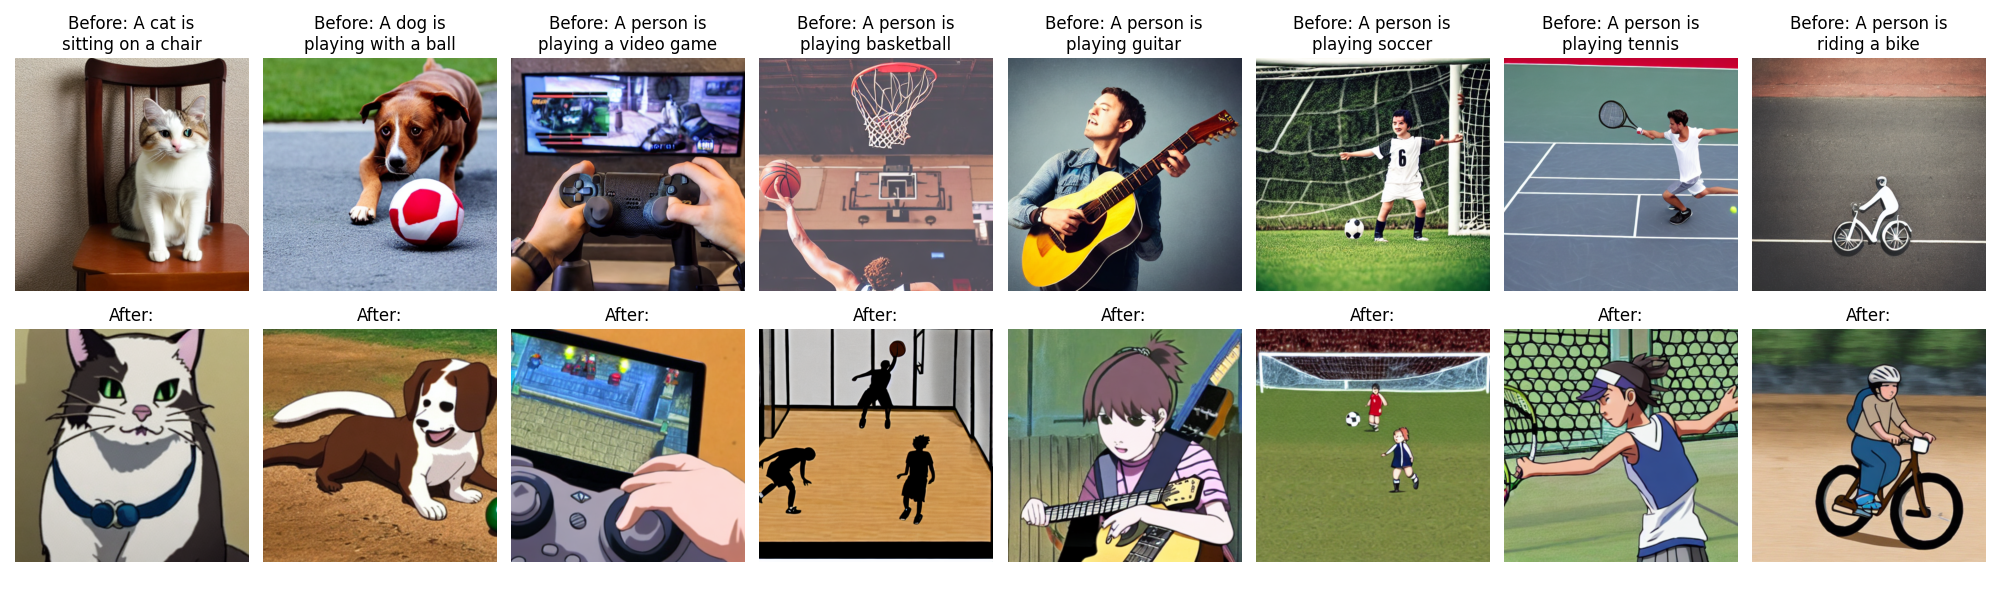 Before: A cat is
sitting on a chair
Before: A dog is
playing with a ball
Before: A person is
playing a video game
Before: A person is
playing basketball
Before: A person is
playing guitar
Before: A person is
playing soccer
Before: A person is
playing tennis
Before: A person is
riding a bike
6
After:
After:
After:
After:
After:
After:
After:
After: